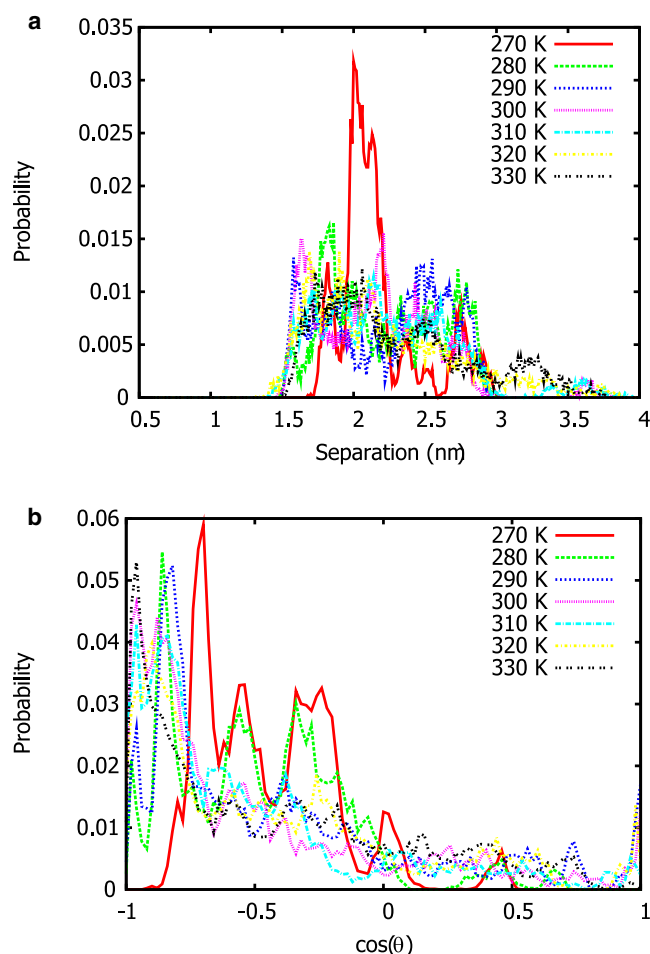 a
0.035
0.03
0.025
0.02
0.015
0.01
0.005
0
Probability
270 K
280 K
290 K
300 K
310 K
320 K
330 K
0.5
1
1.5
2
2.5
3
3.5
4
Separation (nm)
b
0.06
0.05
0.04
0.03
0.02
0.01
0
Probability
270 K
280 K
290 K
300 K
310 K
320 K
330 K
-1
-0.5
0
0.5
1
cos(θ)